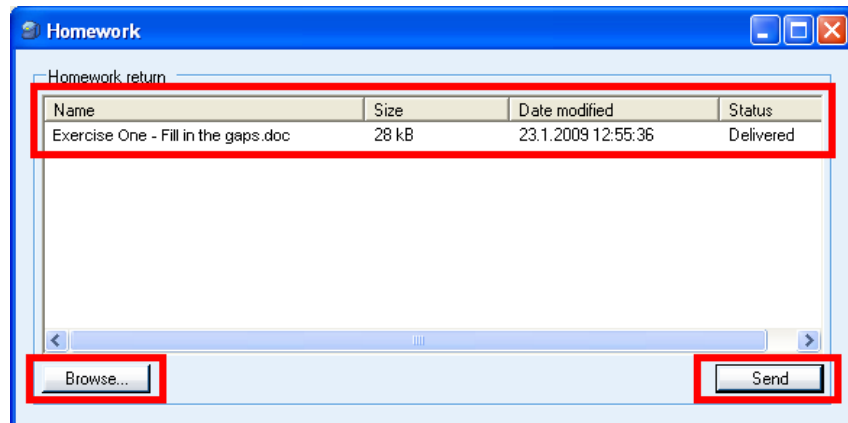 Homework
Homework return
Name Size Date modified Status
Exercise One - Fill in the gaps.doc 28 kB 23.1.2009 12:55:36 Delivered
Browse... Send